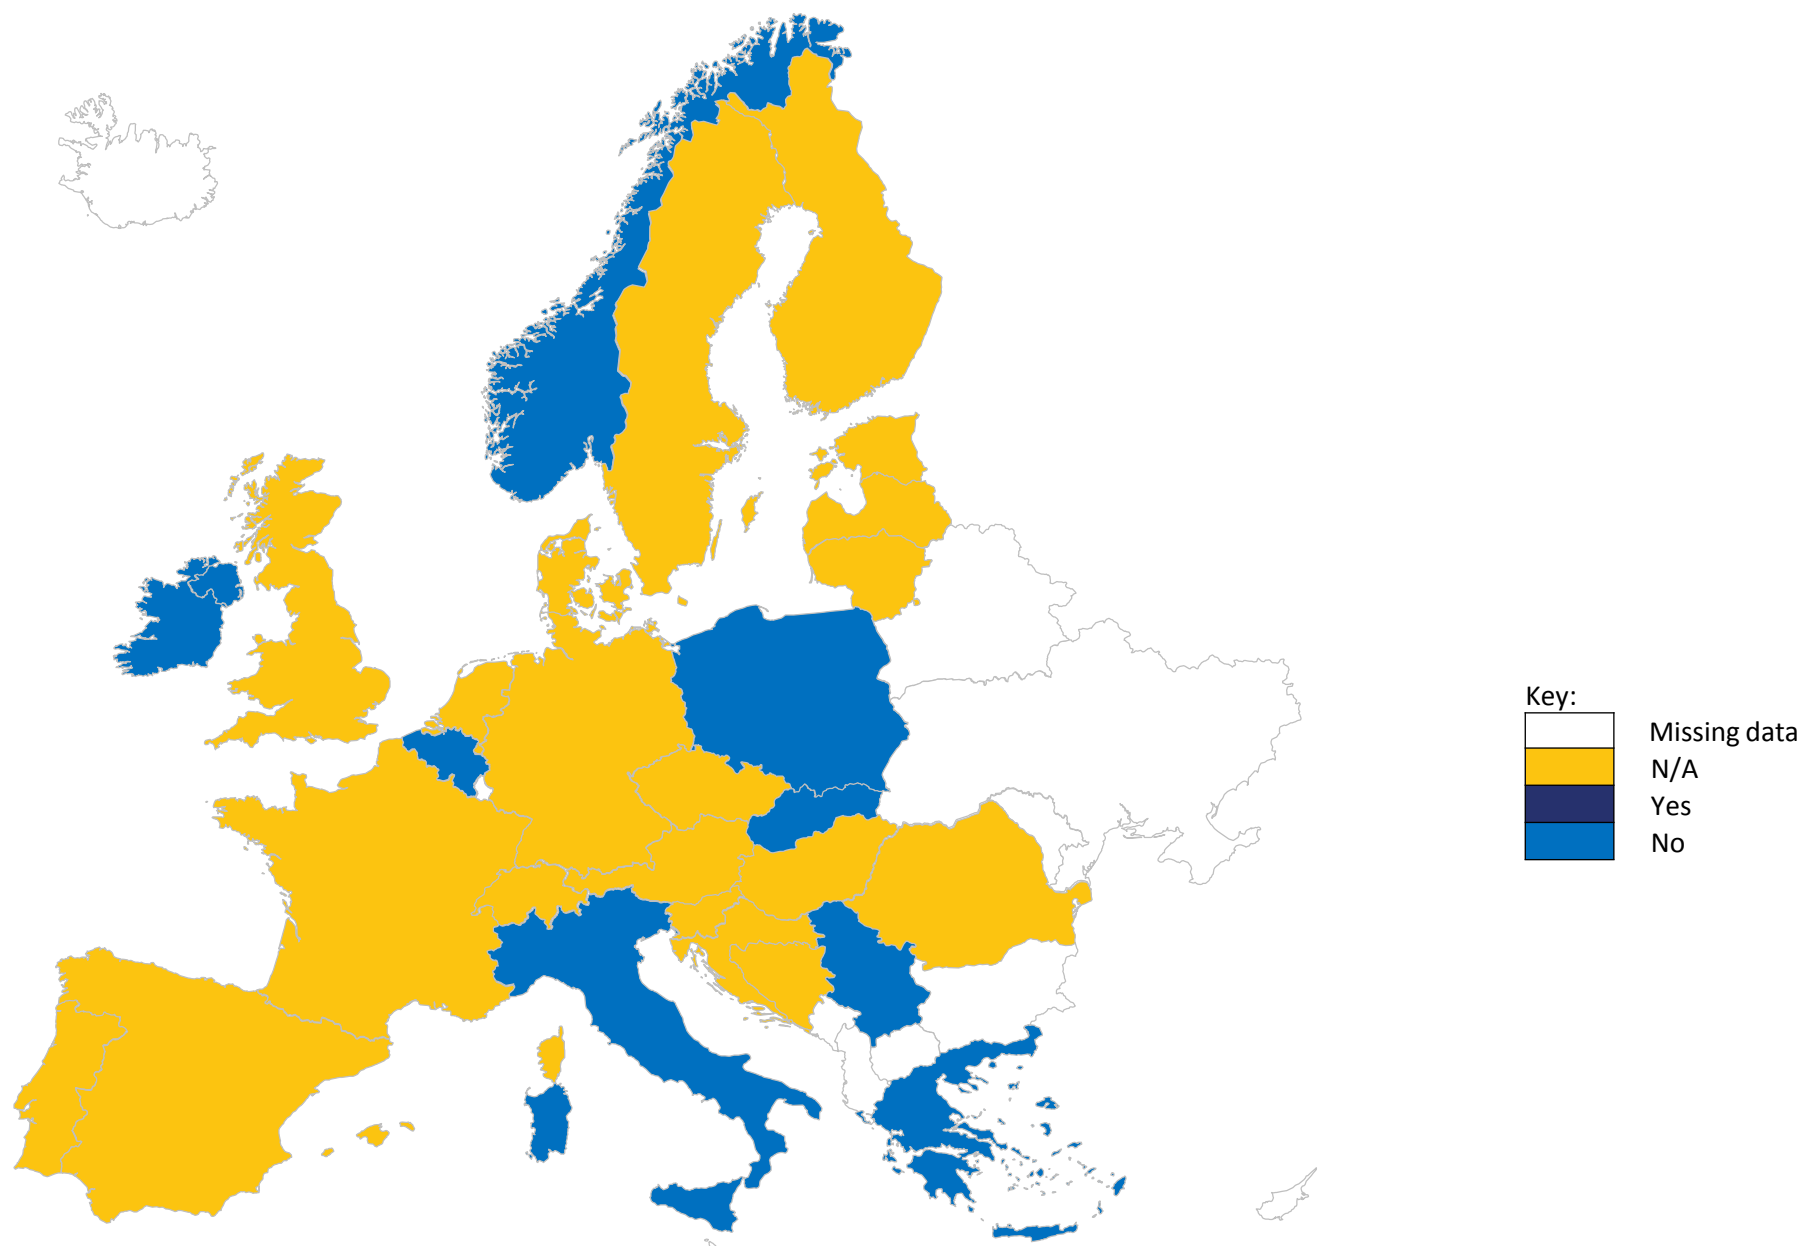 Key:
Missing data
N/A
Yes
No